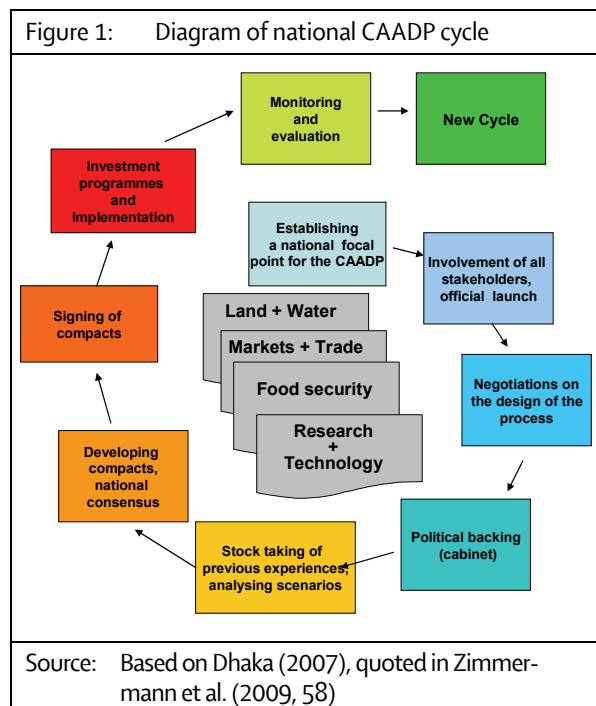 Figure 1: Diagram of national CAADP cycle
Monitoring
and
evaluation
New Cycle
Investment
programmes
and
implementation
Establishing
a national focal
point for the CAADP
Involvement of all
stakeholders,
official launch
Land + Water
Markets + Trade
Food security
Research
+
Technology
Signing of
compacts
Negotiations on
the design of the
process
Developing
compacts,
national
consensus
Political backing
(cabinet)
Stock taking of
previous experiences,
analysing scenarios
Source: Based on Dhaka (2007), quoted in Zimmer-
mann et al. (2009, 58)